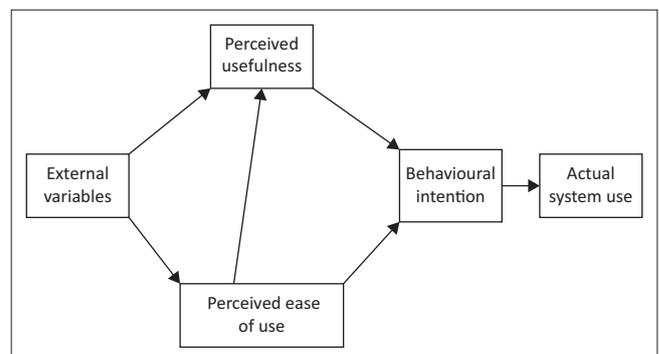 Perceived
usefulness
External
variables
Behavioural
intention
Actual
system use
Perceived ease
of use